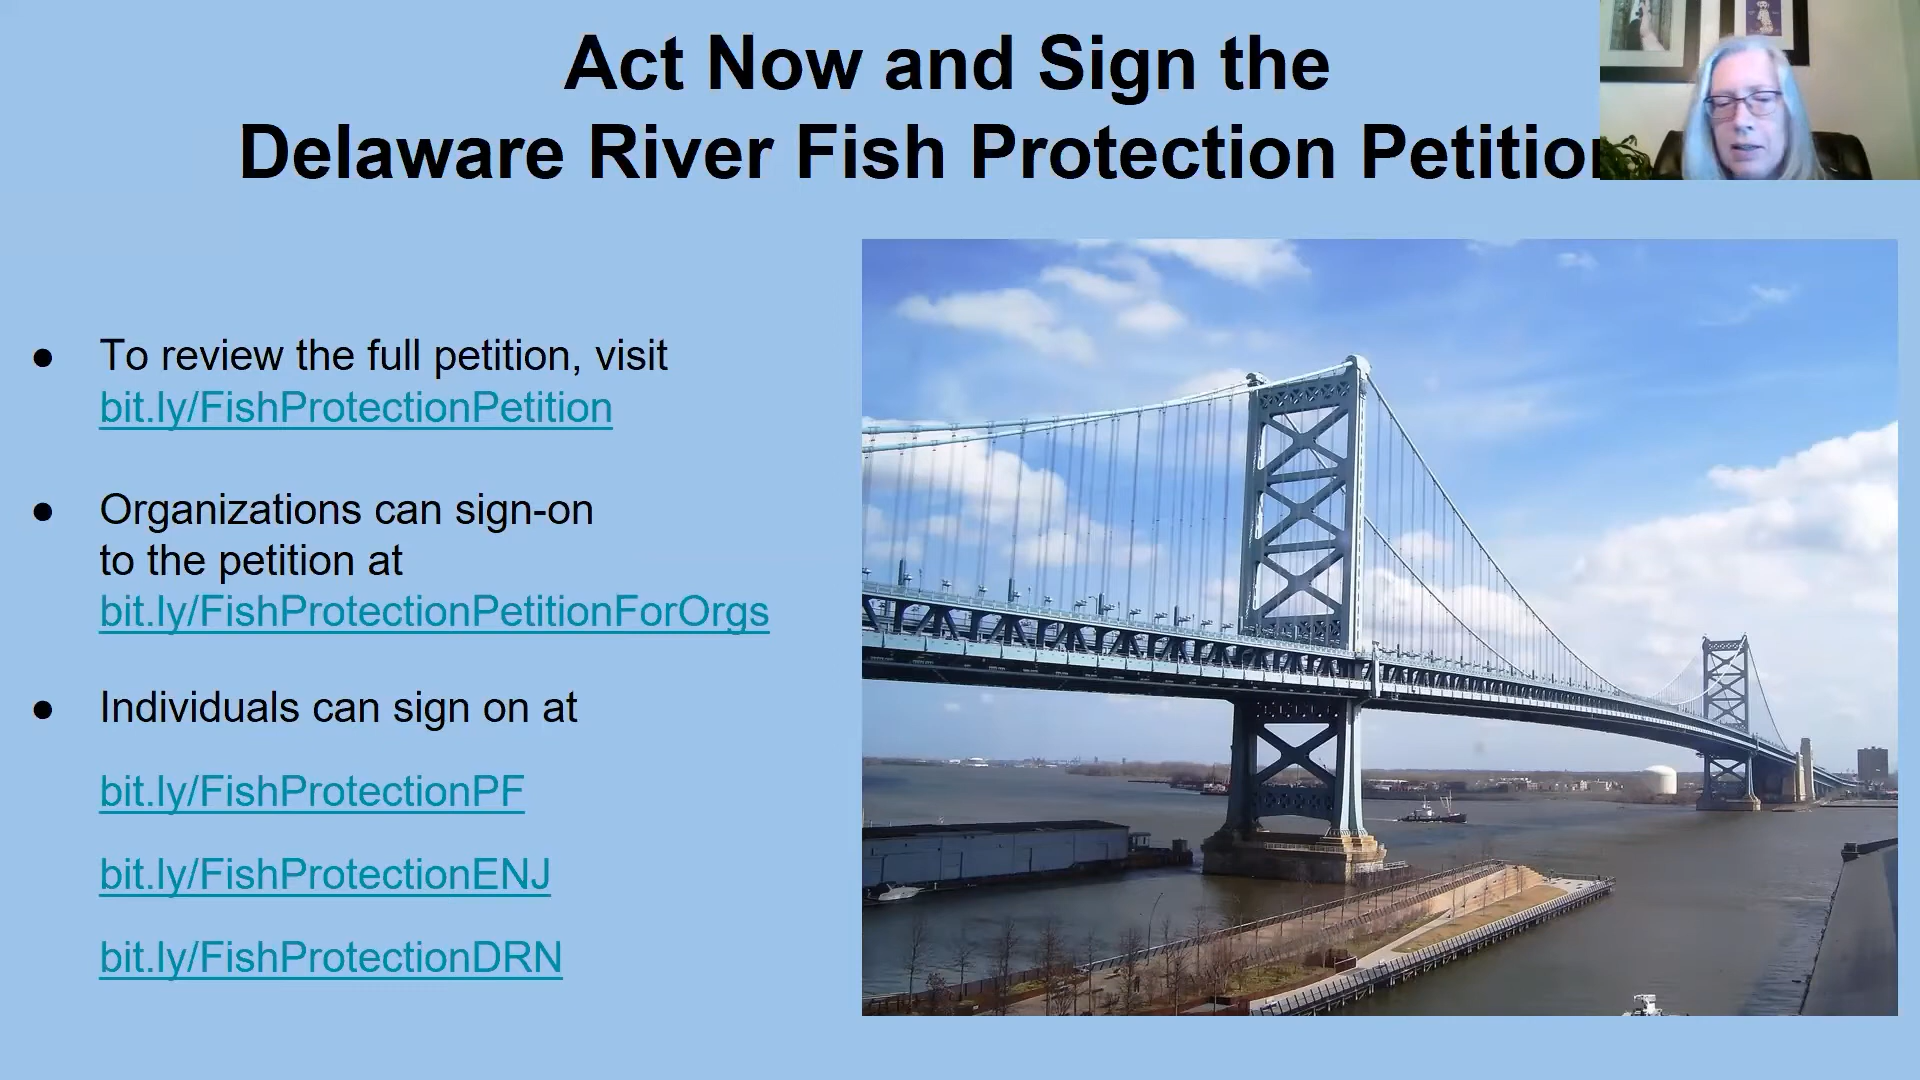 Act Now and Sign the
Delaware River Fish Protection Petition
● To review the full petition, visit
bit.ly/FishProtectionPetition
● Organizations can sign-on
to the petition at
bit.ly/FishProtectionPetitionForOrgs
● Individuals can sign on at
bit.ly/FishProtectionPF
bit.ly/FishProtectionENJ
bit.ly/FishProtectionDRN